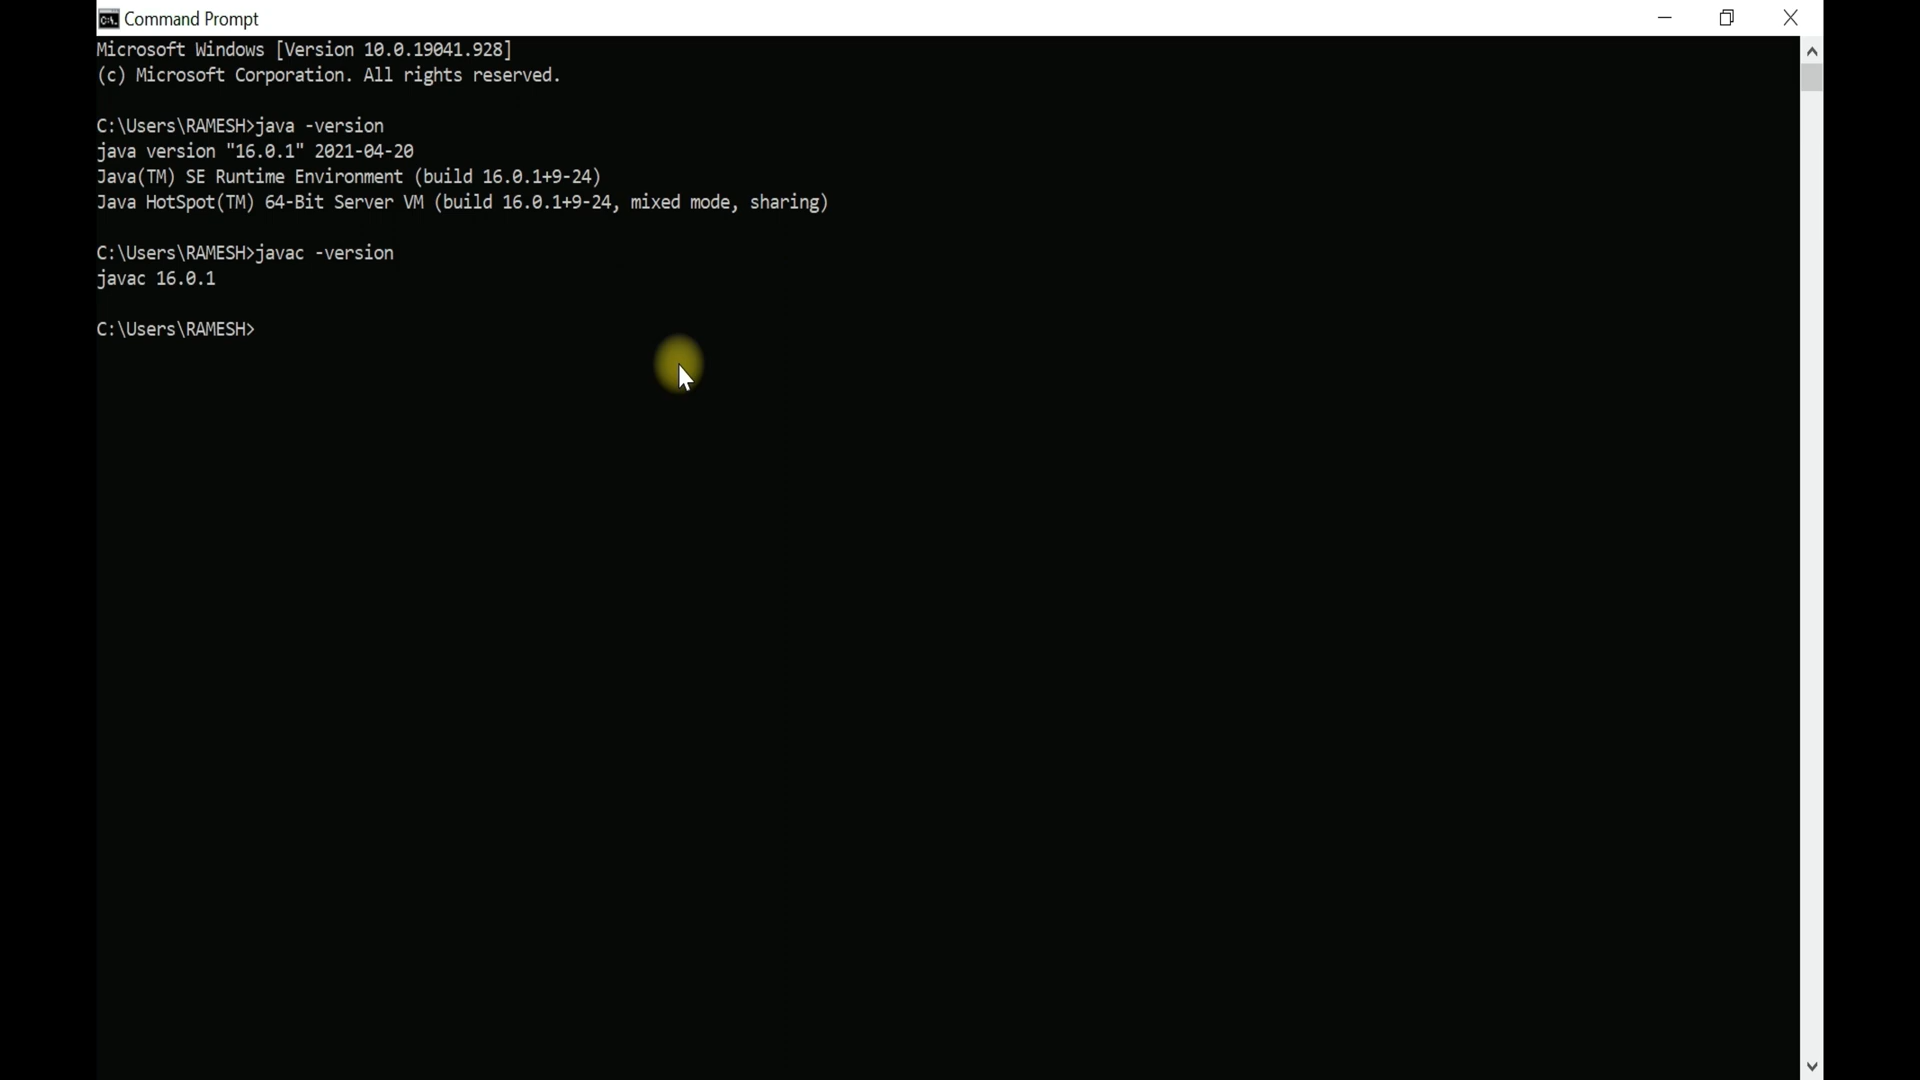 Command Prompt
Microsoft Windows [Version 10.0.19041.928]
(c) Microsoft Corporation. All rights reserved.
C:\Users\RAMESH>java -version
java version "16.0.1" 2021-04-20
Java(TM) SE Runtime Environment (build 16.0.1+9-24)
Java HotSpot(TM) 64-Bit Server VM (build 16.0.1+9-24, mixed mode, sharing)
C:\Users\RAMESH>javac -version
javac 16.0.1
C:\Users\RAMESH>